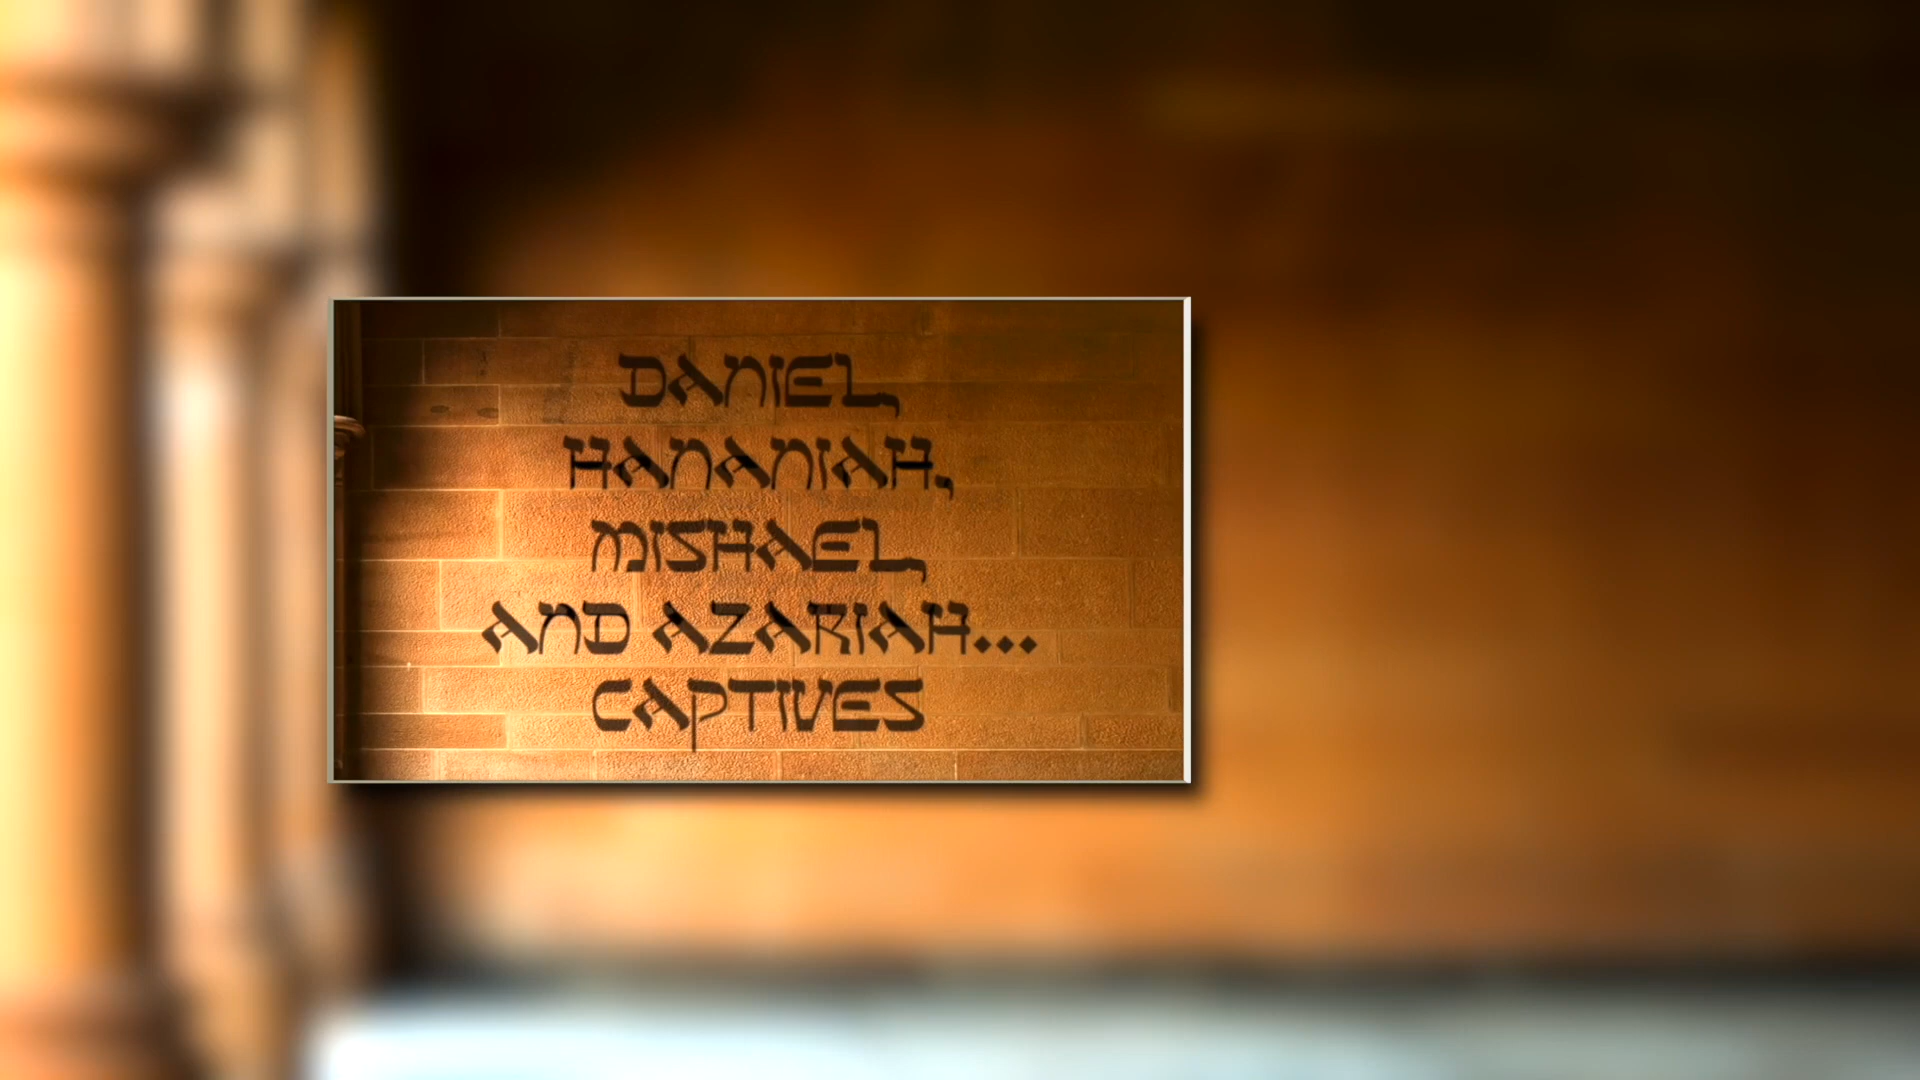 DANIEL,
HANANIAH,
MISHAEL,
AND AZARIAH...
CAPTIVES